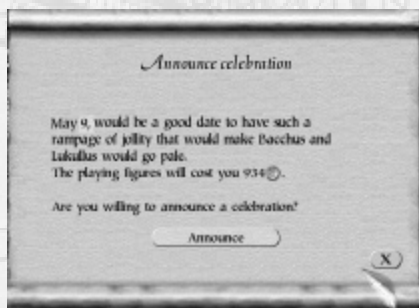 Announce celebration
May 9, would be a good date to have such a
rampage of jollity that would make Bacchus and
Lukullus would go pale.
The playing figures will cost you 934.
Are you willing to announce a celebration?
Announce
X